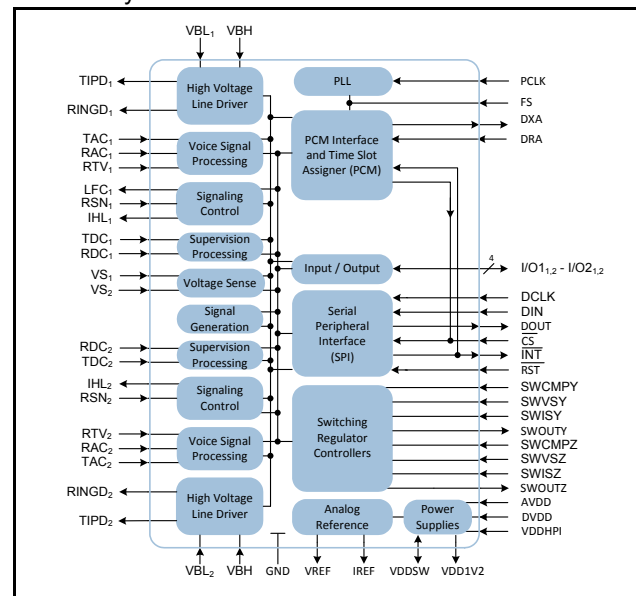 VBL₁ VBH
TIPD₁
RINGD₁
High Voltage
Line Driver
TAC₁
RAC₁
RTV₁
Voice Signal
Processing
LFC₁
RSN₁
IHL₁
Signaling
Control
TDC₁
RDC₁
Supervision
Processing
VS₁
VS₂
Voltage Sense
Signal
Generation
RDC₂
TDC₂
Supervision
Processing
IHL₂
RSN₂
Signaling
Control
RTV₂
RAC₂
TAC₂
Voice Signal
Processing
RINGD₂
TIPD₂
High Voltage
Line Driver
VBL₂ VBH GND
PLL
PCM Interface
and Time Slot
Assigner (PCM)
Input / Output
Serial
Peripheral
Interface
(SPI)
Switching
Regulator
Controllers
Analog
Reference
Power
Supplies
VREF IREF VDDSW VDD1V2
PCLK
FS
DXA
DRA
4
I/O1₁,₂ - I/O2₁,₂
DCLK
DIN
DOUT
CS
INT
RST
SWCMPY
SWVSY
SWISY
SWOUTY
SWCMPZ
SWVSZ
SWISZ
SWOUTZ
AVDD
DVDD
VDDHPI